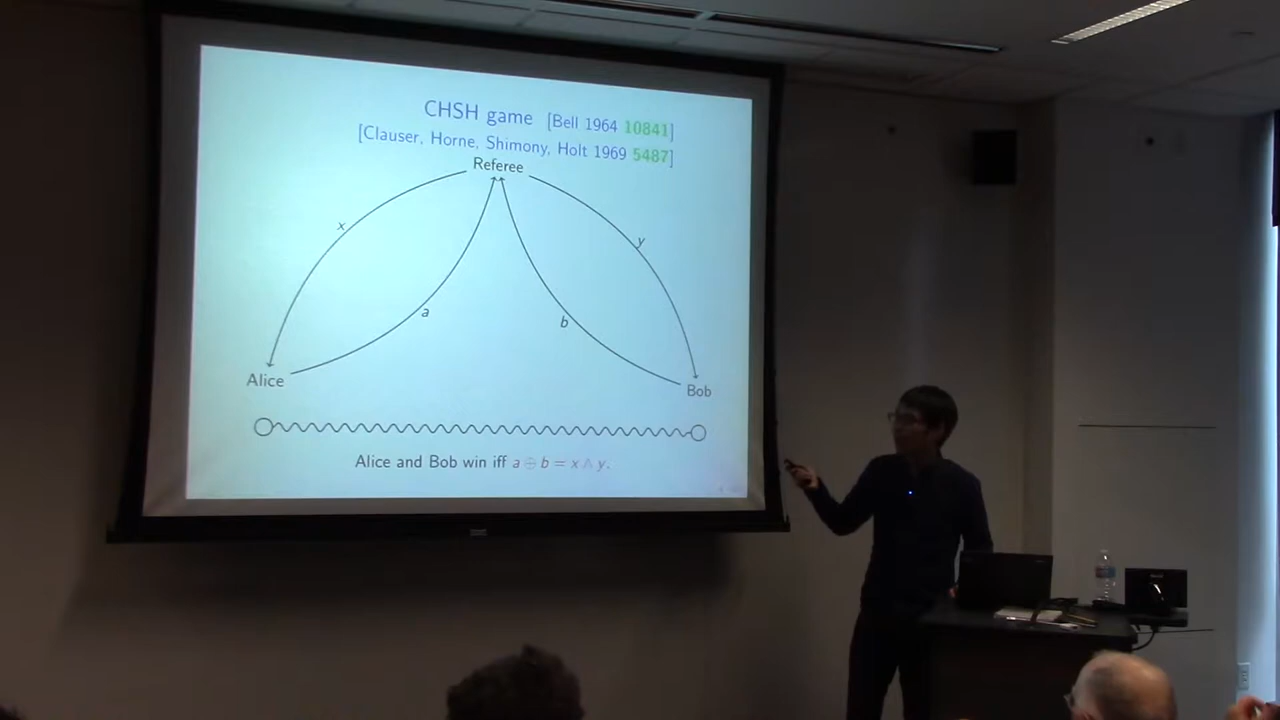 CHSH game [Bell 1964 10841]
[Clauser, Horne, Shimony, Holt 1969 5487]
Referee
x
y
a
b
Alice
Bob
Alice and Bob win iff a ⊕ b = x ∧ y.